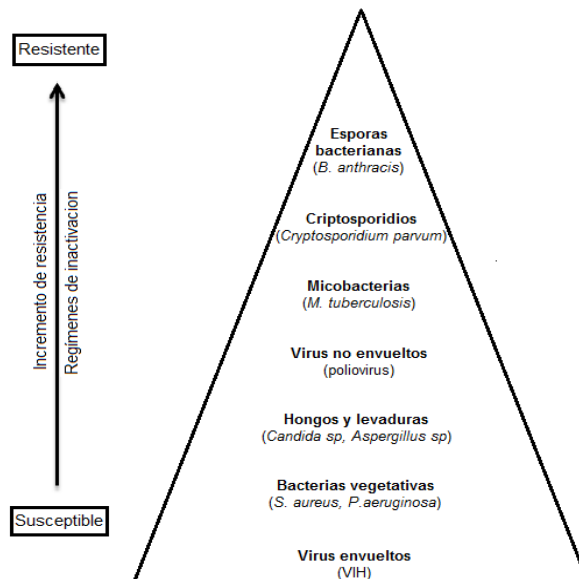 Resistente
Incremento de resistencia
Regímenes de inactivacion
Susceptible
Esporas
bacterianas
(B. anthracis)
Criptosporidios
(Cryptosporidium parvum)
Micobacterias
(M. tuberculosis)
Virus no envueltos
(poliovirus)
Hongos y levaduras
(Candida sp, Aspergillus sp)
Bacterias vegetativas
(S. aureus, P.aeruginosa)
Virus envueltos
(VIH)